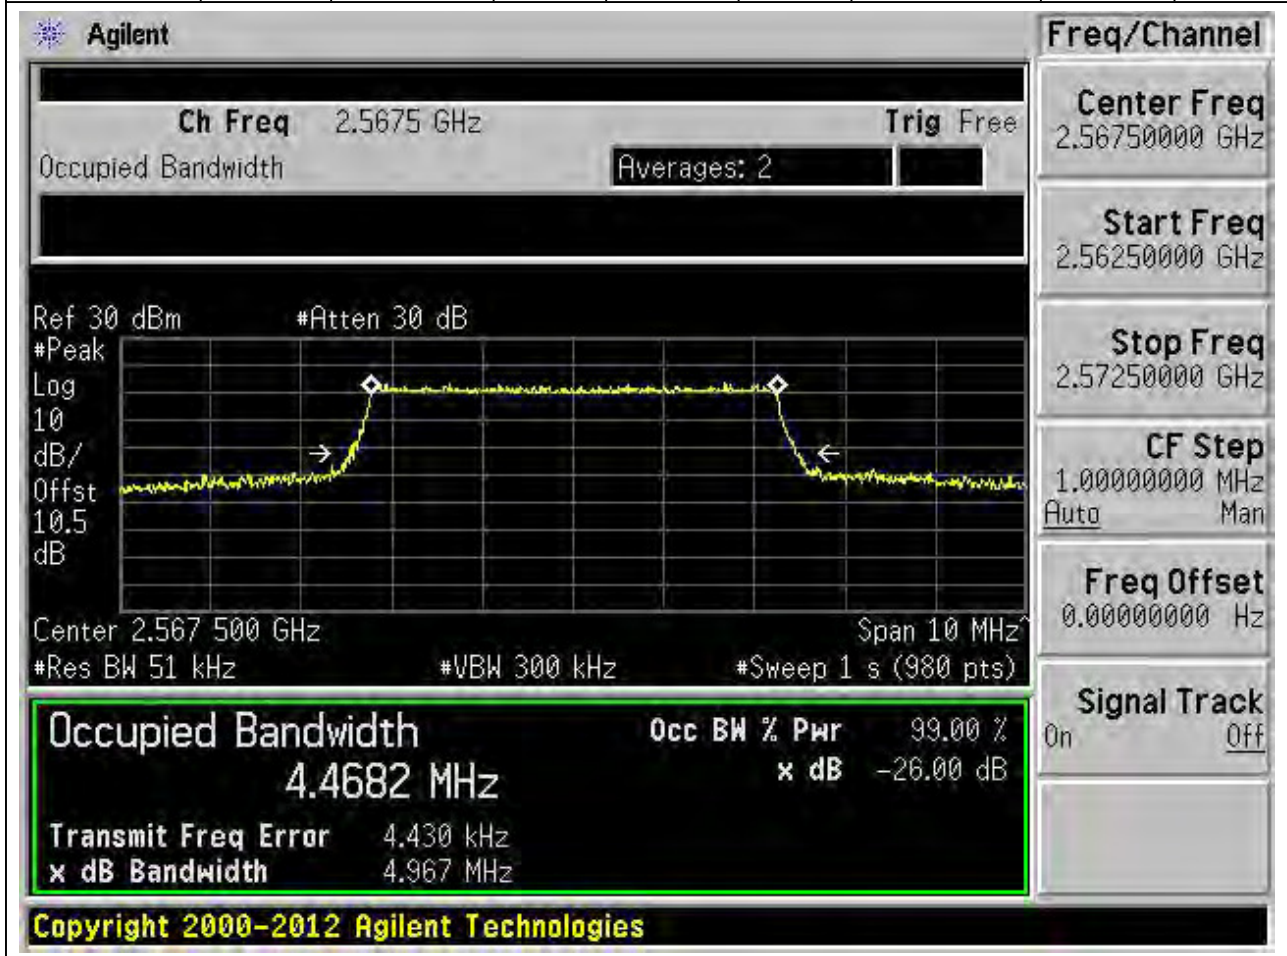 Agilent
Freq/Channel
Ch Freq 2.5675 GHz Trig Free
Occupied Bandwidth Averages: 2
Center Freq
2.56750000 GHz
Start Freq
2.56250000 GHz
Stop Freq
2.57250000 GHz
CF Step
1.00000000 MHz
Auto Man
Freq Offset
0.00000000 Hz
Signal Track
On Off
Ref 30 dBm #Atten 30 dB
#Peak
Log
10
dB/
Offst
10.5
dB
Center 2.567 500 GHz Span 10 MHz^
#Res BW 51 kHz #VBW 300 kHz #Sweep 1 s (980 pts)
Occupied Bandwidth
4.4682 MHz
Occ BW % Pwr 99.00 %
x dB -26.00 dB
Transmit Freq Error 4.430 kHz
x dB Bandwidth 4.967 MHz
Copyright 2000-2012 Agilent Technologies